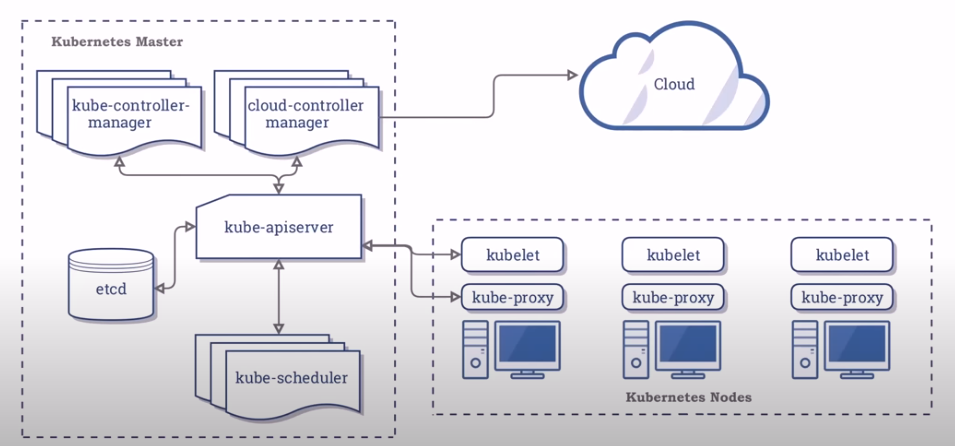 Kubernetes Master
kube-controller-
manager
cloud-controller
manager
Cloud
kube-apiserver
etcd
kube-scheduler
kubelet
kubelet
kubelet
kube-proxy
kube-proxy
kube-proxy
Kubernetes Nodes